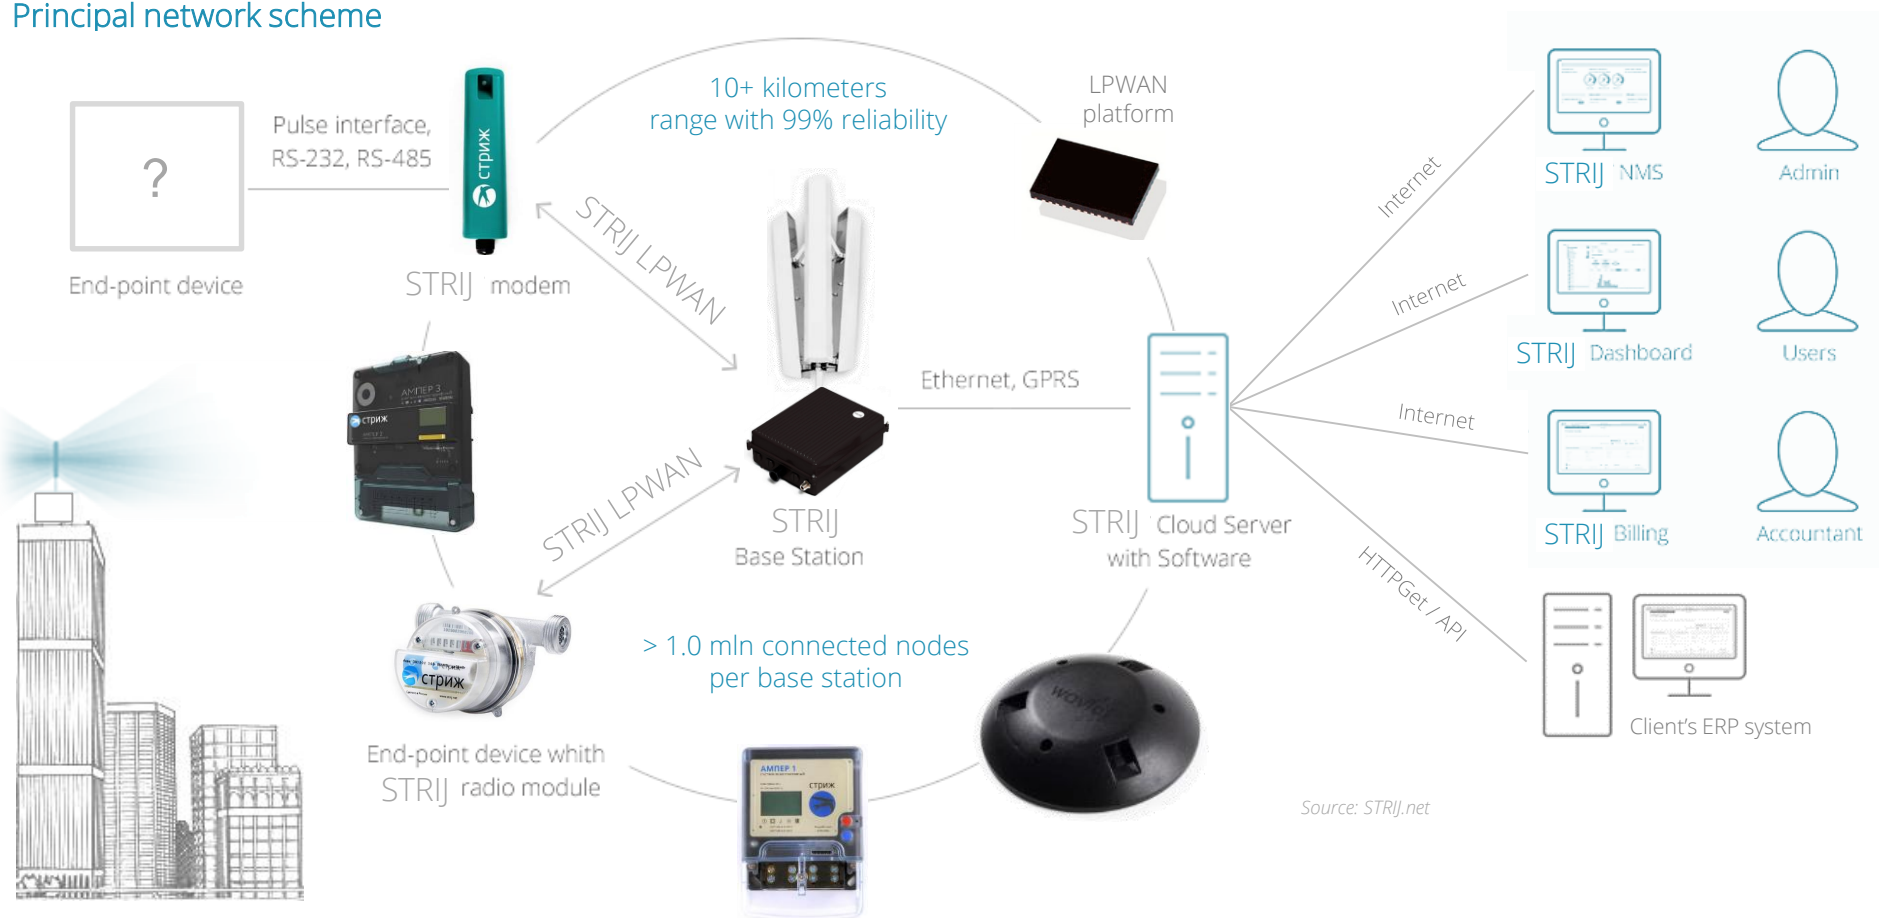 Principal network scheme
10+ kilometers
range with 99% reliability
LPWAN
platform
Pulse interface,
RS-232, RS-485
?
стриж
End-point device
STRIJ modem
STRIJ LPWAN
Ethernet, GPRS
Internet
Internet
Internet
HTTPGet / API
STRIJ NMS
Admin
STRIJ Dashboard
Users
STRIJ Billing
Accountant
АМПЕР 3
стриж
STRIJ LPWAN
STRIJ
Base Station
STRIJ Cloud Server
with Software
> 1.0 mln connected nodes
per base station
стриж
End-point device whith
STRIJ radio module
АМПЕР 1
стриж
Client's ERP system
Source: STRIJ.net